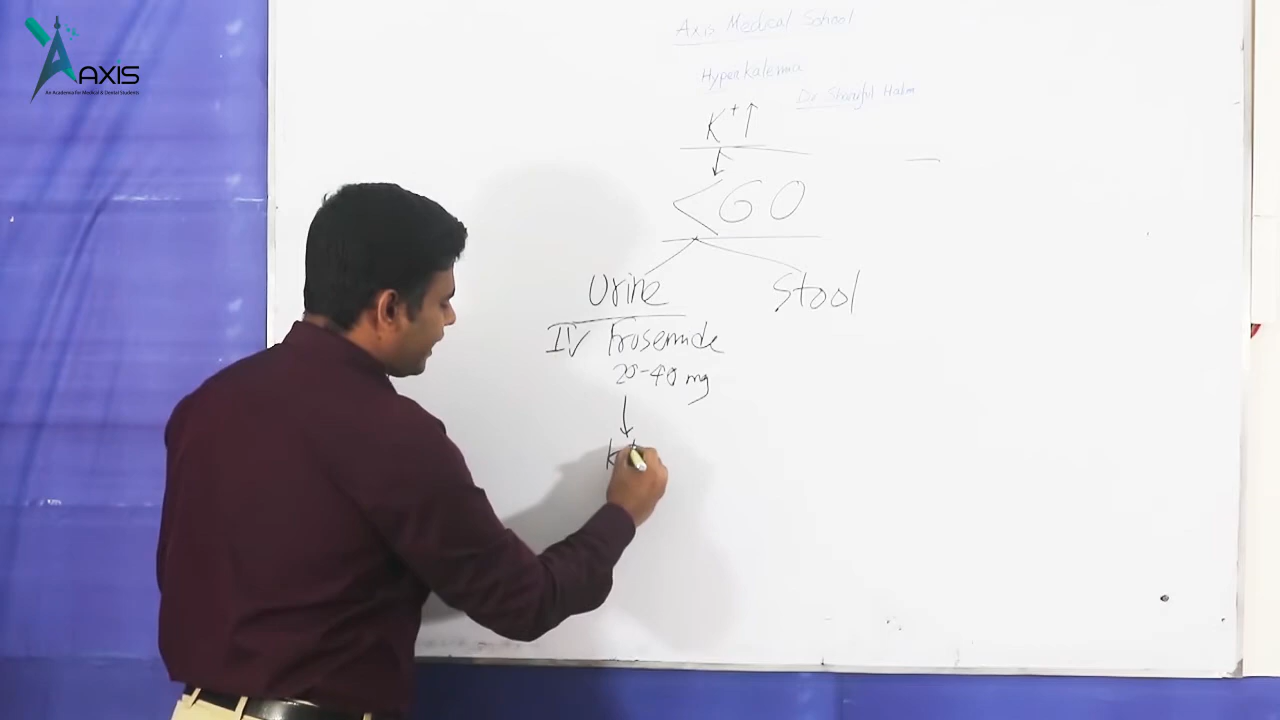 AXIS
An Academia for Medical & Dental Students
Axis Medical School
Hyperkalemia
Dr Shariful Halim
K+↑
<60
Urine Stool
IV Frusemide
20-40 mg
K